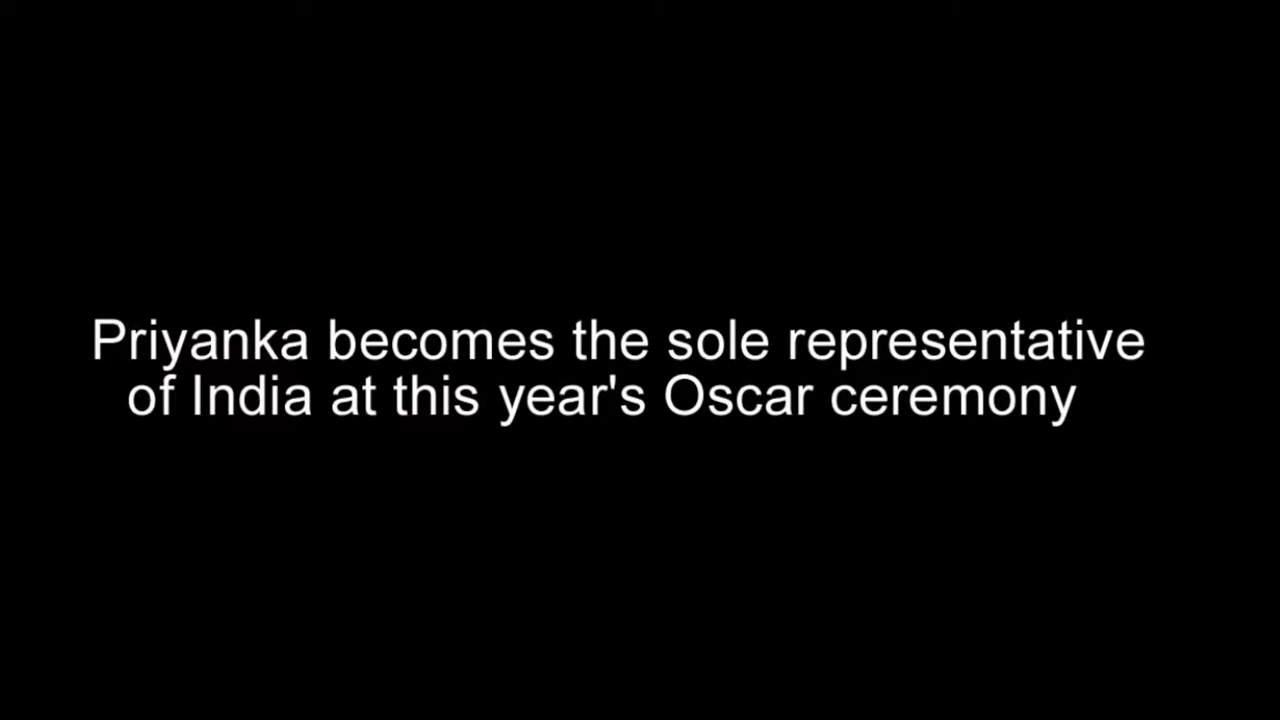 Priyanka becomes the sole representative
of India at this year's Oscar ceremony